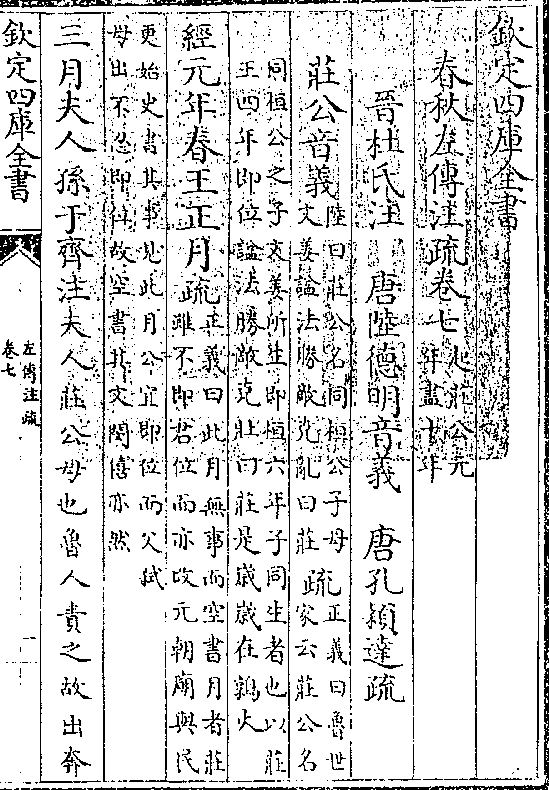 欽定四庫全書
春秋左傳注疏卷七 起莊公元年盡十年
晉杜氏注 唐陸德明音義 唐孔穎達疏
莊公音義 陸曰莊公名同桓公子母文姜諡法勝敵克亂曰莊 疏 正義曰魯世家云莊公名
同桓公之子文姜所生即桓六年子同生者也以莊王四年即位諡法勝敵克壯曰莊是歲歲在鶉火
經元年春王正月 疏 正義曰此月無事而空書月者莊雖不即君位而亦改元朝廟與民
更始史書其事見此月公宜即位而父弑母出不忍即位故空書其文閔僖亦然
三月夫人孫于齊注夫人莊公母也魯人責之故出奔
欽定四庫全書
左傳注疏
卷七
一